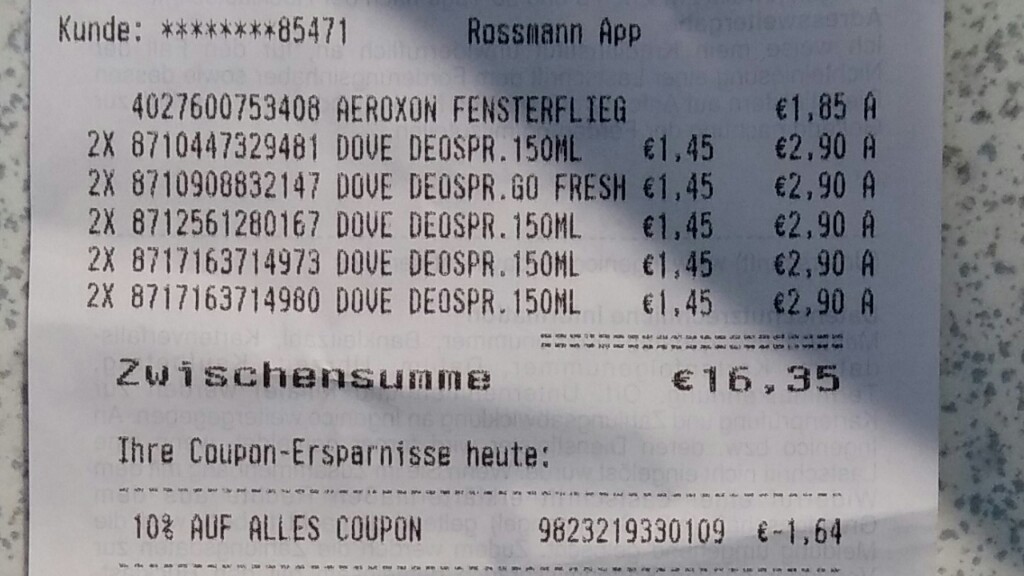 Kunde: ********85471 Rossmann App
4027600753408 AEROXON FENSTERFLIEG €1,85 A
2X 8710447329481 DOVE DEOSPR.150ML €1,45 €2,90 A
2X 8710908832147 DOVE DEOSPR.GO FRESH €1,45 €2,90 A
2X 8712561280167 DOVE DEOSPR.150ML €1,45 €2,90 A
2X 8717163714973 DOVE DEOSPR.150ML €1,45 €2,90 A
2X 8717163714980 DOVE DEOSPR.150ML €1,45 €2,90 A
Zwischensumme €16,35
Ihre Coupon-Ersparnisse heute:
10% AUF ALLES COUPON 9823219330109 €-1,64